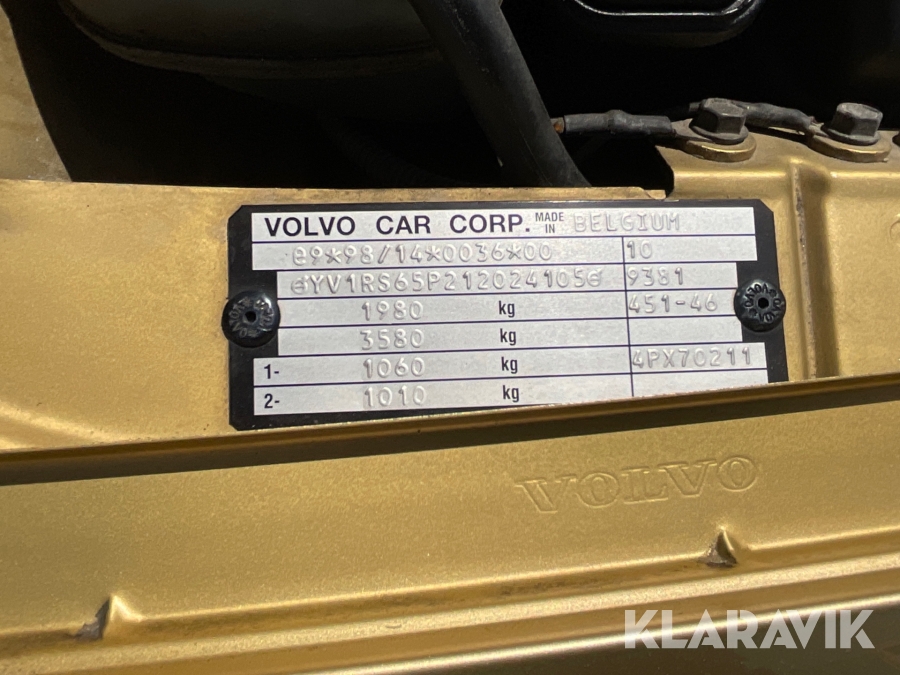 VOLVO CAR CORP. MADE IN BELGIUM
e9*98/14*0036*00 10
YV1RS65P212024105 9381
1980 kg 451-46
3580 kg
1- 1060 kg 4PX70211
2- 1010 kg
VOLVO
KLARAVIK